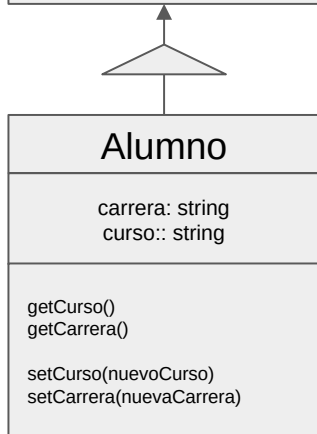 Alumno
carrera: string
curso:: string
getCurso()
getCarrera()
setCurso(nuevoCurso)
setCarrera(nuevaCarrera)